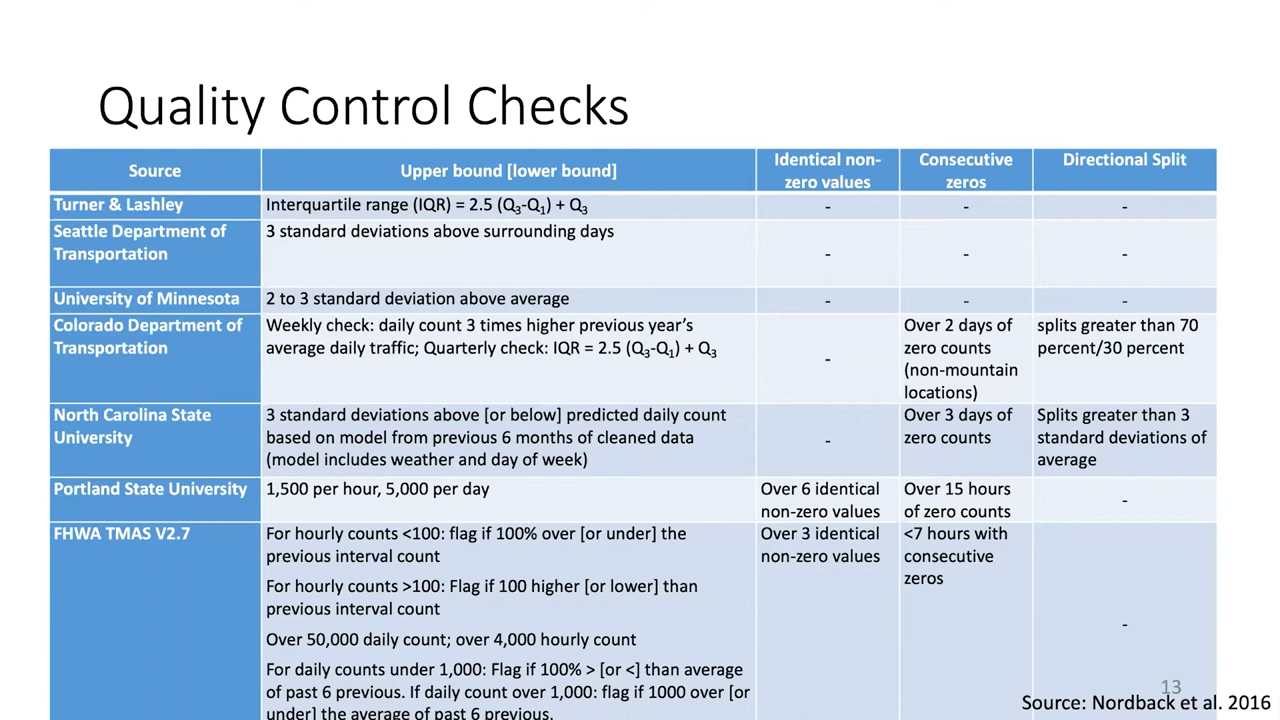 Quality Control Checks
Source
Upper bound [lower bound]
Identical non-
zero values
Consecutive
zeros
Directional Split
Turner & Lashley
Interquartile range (IQR) = 2.5 (Q₃-Q₁) + Q₃
-
-
-
Seattle Department of
Transportation
3 standard deviations above surrounding days
-
-
-
University of Minnesota
2 to 3 standard deviation above average
-
-
-
Colorado Department of
Transportation
Weekly check: daily count 3 times higher previous year’s
average daily traffic; Quarterly check: IQR = 2.5 (Q₃-Q₁) + Q₃
-
Over 2 days of
zero counts
(non-mountain
locations)
splits greater than 70
percent/30 percent
North Carolina State
University
3 standard deviations above [or below] predicted daily count
based on model from previous 6 months of cleaned data
(model includes weather and day of week)
-
Over 3 days of
zero counts
Splits greater than 3
standard deviations of
average
Portland State University
1,500 per hour, 5,000 per day
Over 6 identical
non-zero values
Over 15 hours
of zero counts
-
FHWA TMAS V2.7
For hourly counts <100: flag if 100% over [or under] the
previous interval count
For hourly counts >100: Flag if 100 higher [or lower] than
previous interval count
Over 50,000 daily count; over 4,000 hourly count
For daily counts under 1,000: Flag if 100% > [or <] than average
of past 6 previous. If daily count over 1,000: flag if 1000 over [or
under] the average of past 6 previous.
Over 3 identical
non-zero values
<7 hours with
consecutive
zeros
-
13
Source: Nordback et al. 2016